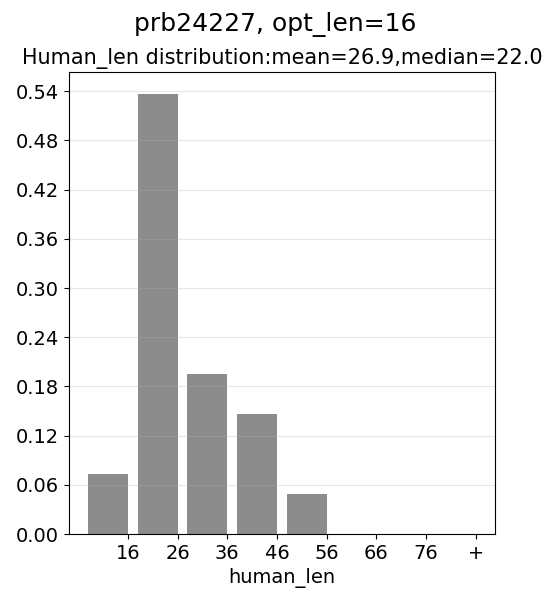 prb24227, opt_len=16
Human_len distribution:mean=26.9,median=22.0
0.54
0.48
0.42
0.36
0.30
0.24
0.18
0.12
0.06
0.00
16 26 36 46 56 66 76 +
human_len